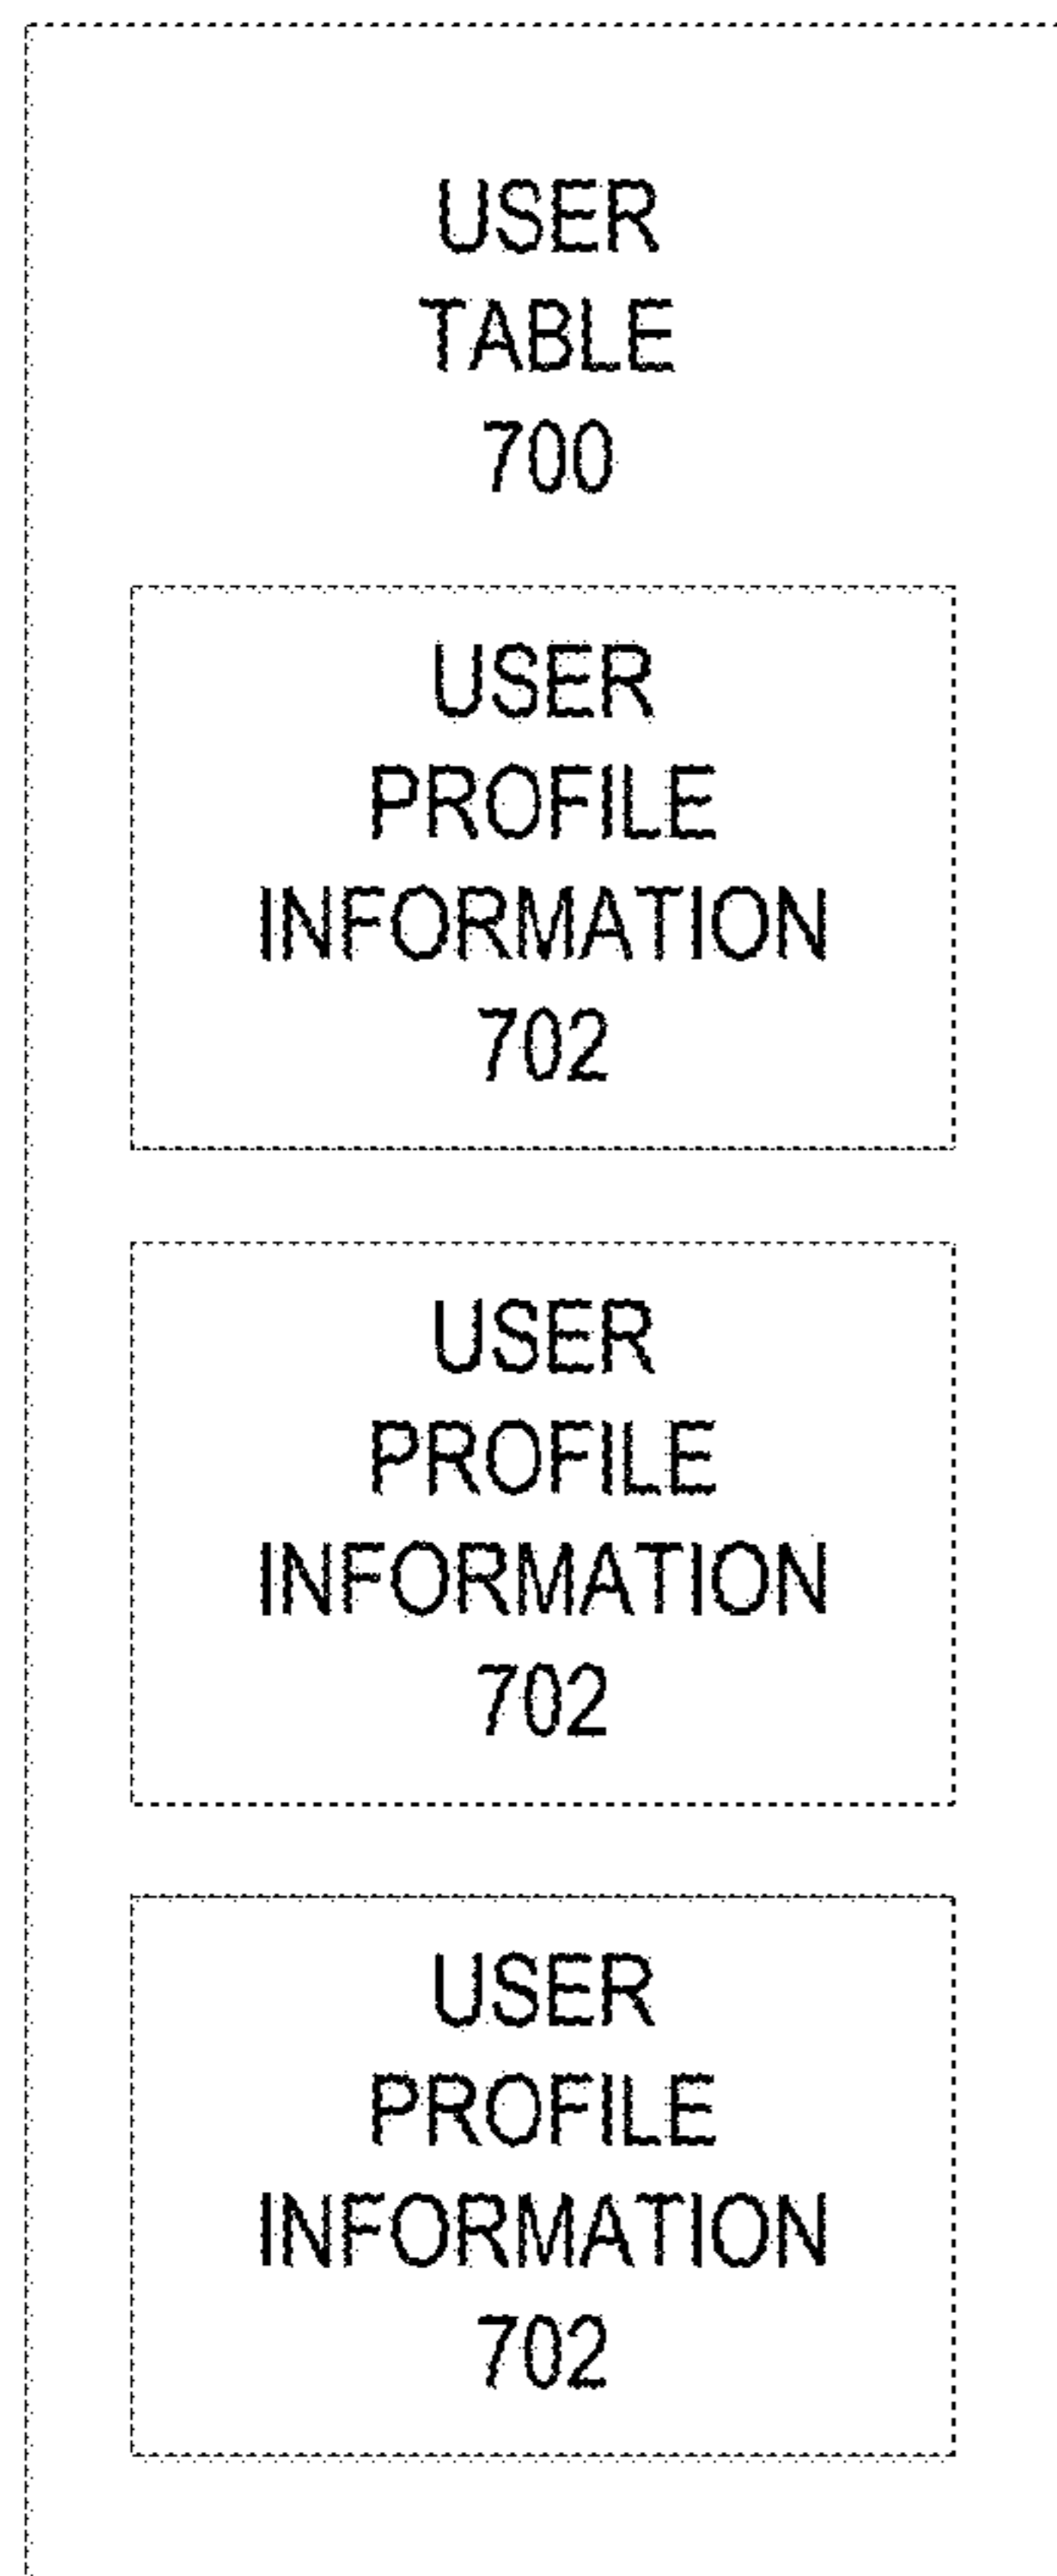 USER
TABLE
700
USER
PROFILE
INFORMATION
702
USER
PROFILE
INFORMATION
702
USER
PROFILE
INFORMATION
702